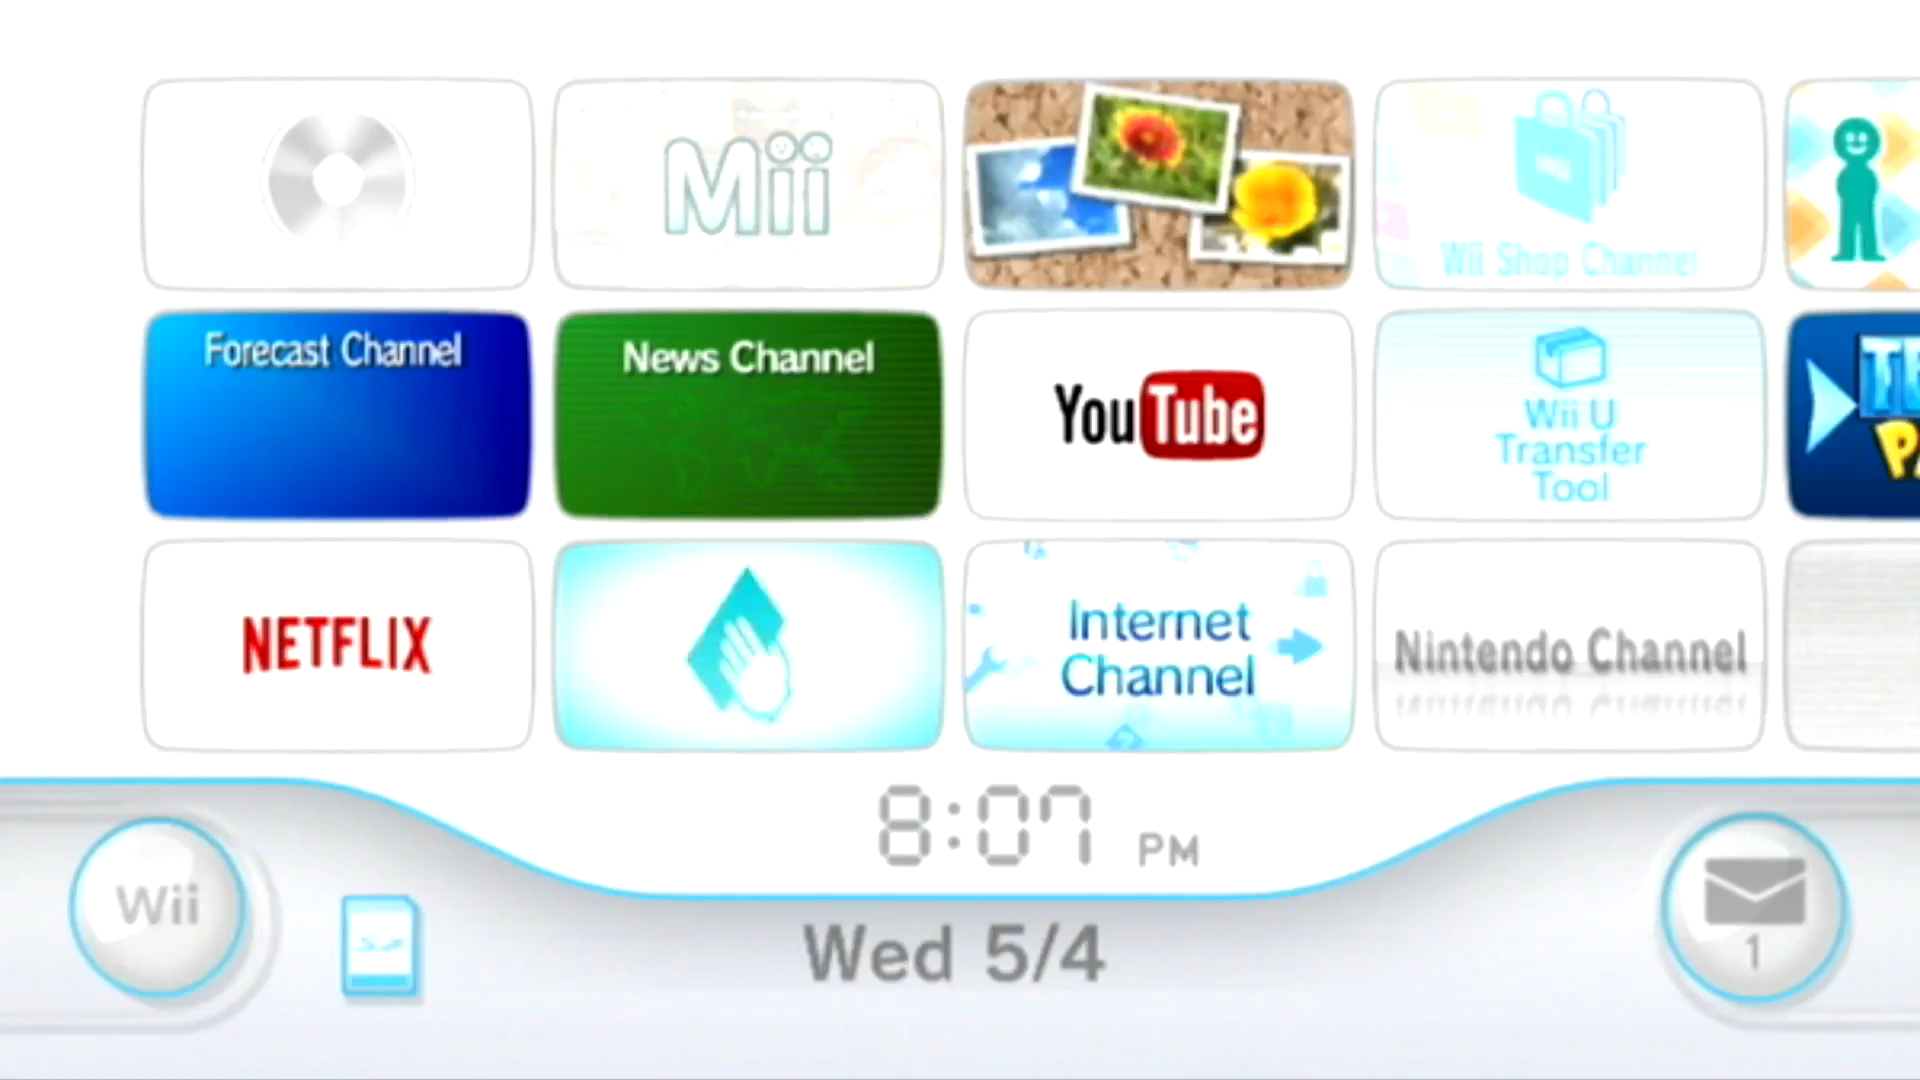 Mii
Wii Shop Channel
Forecast Channel
News Channel
YouTube
Wii U
Transfer
Tool
NETFLIX
Internet
Channel
Nintendo Channel
8:07 PM
Wii
Wed 5/4
1